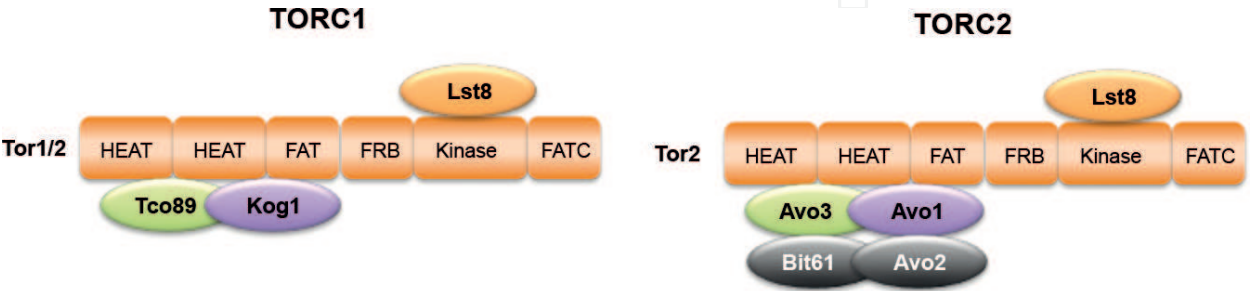 TORC1
Lst8
Tor1/2 HEAT HEAT FAT FRB Kinase FATC
Tco89 Kog1
TORC2
Lst8
Tor2 HEAT HEAT FAT FRB Kinase FATC
Avo3 Avo1
Bit61 Avo2